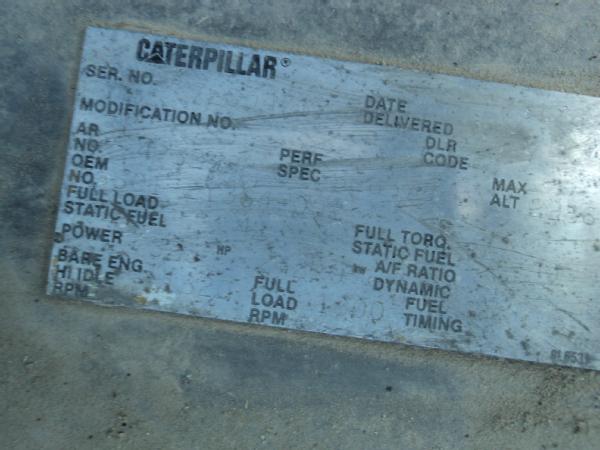 CATERPILLAR®
SER. NO.
DATE
DELIVERED
MODIFICATION NO.
DLR
CODE
AR
NO.
PERF
SPEC
OEM
NO.
MAX
ALT
FULL LOAD
STATIC FUEL
FULL TORQ.
STATIC FUEL
POWER
HP
KW
A/F RATIO
DYNAMIC
BARE ENG.
HI IDLE
RPM
FULL
LOAD
RPM
FUEL
TIMING